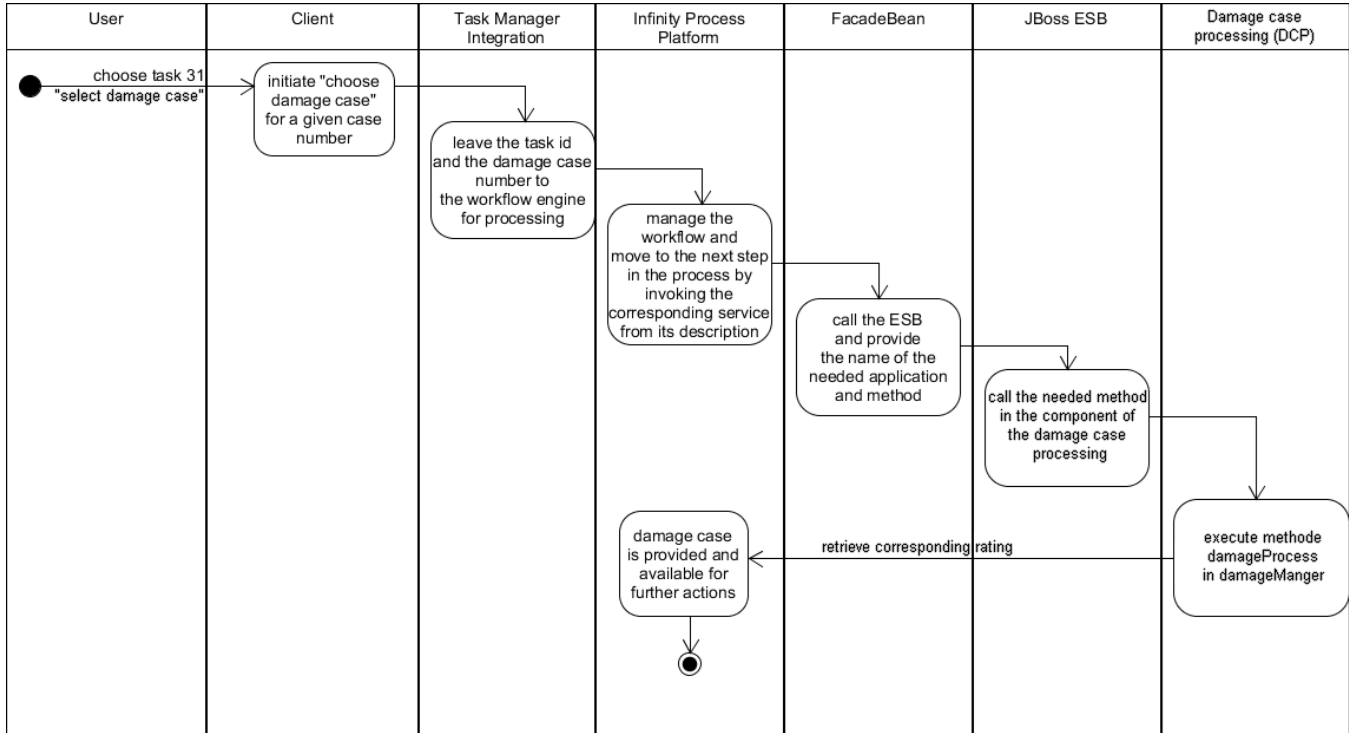 User
Client
Task Manager
Integration
Infinity Process
Platform
FacadeBean
JBoss ESB
Damage case
processing (DCP)
choose task 31
"select damage case"
initiate "choose
damage case"
for a given case
number
leave the task id
and the damage case
number to
the workflow engine
for processing
manage the
workflow and
move to the next step
in the process by
invoking the
corresponding service
from its description
call the ESB
and provide
the name of the
needed application
and method
call the needed method
in the component of
the damage case
processing
execute methode
damageProcess
in damageManger
retrieve corresponding rating
damage case
is provided and
available for
further actions